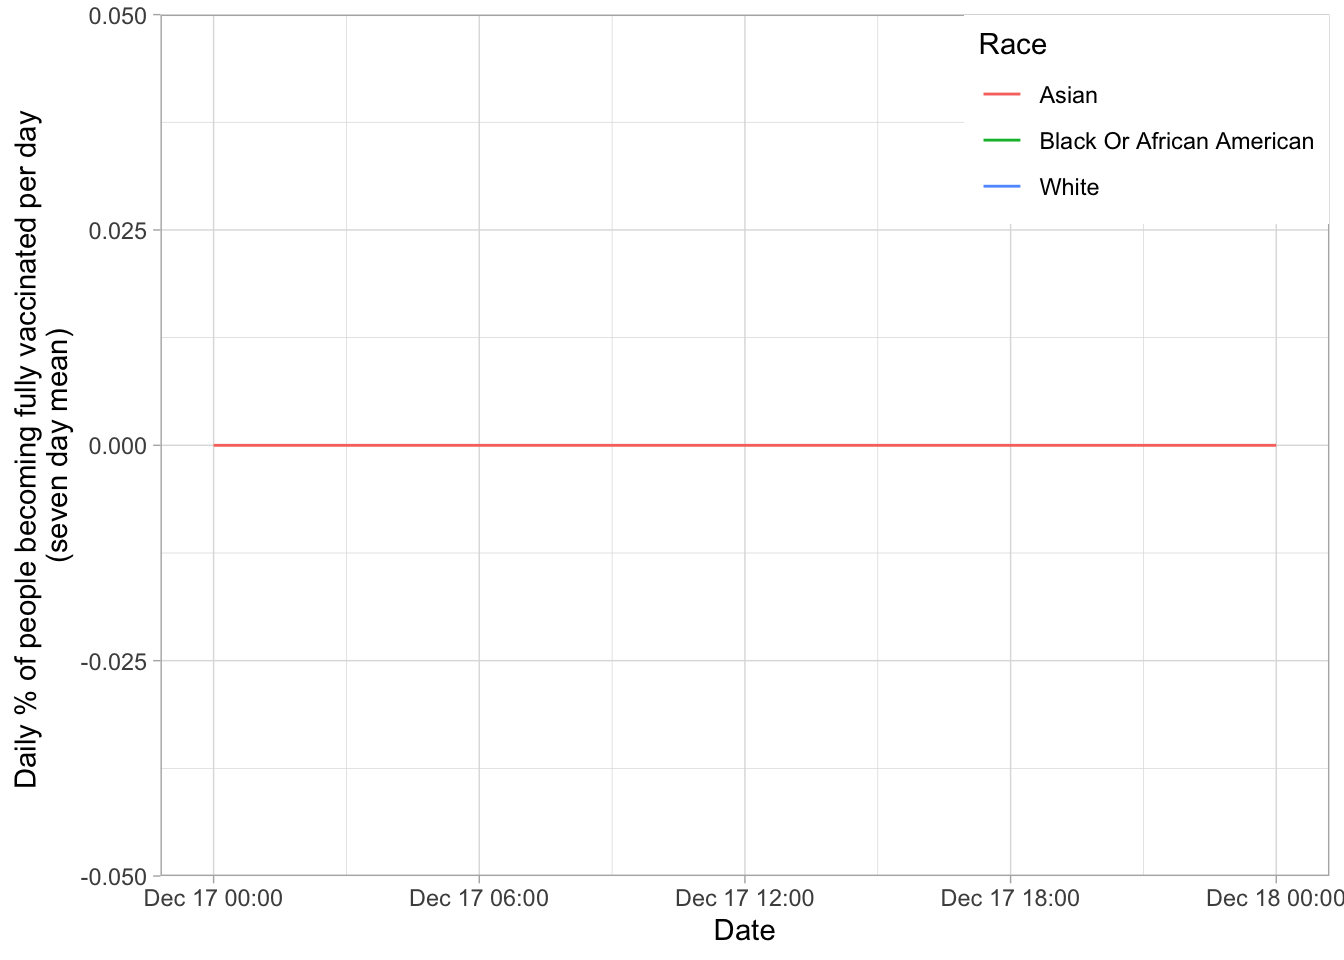 Daily % of people becoming fully vaccinated per day
(seven day mean)
0.050
0.025
0.000
-0.025
-0.050
Race
Asian
Black Or African American
White
Dec 17 00:00
Dec 17 06:00
Dec 17 12:00
Dec 17 18:00
Dec 18 00:00
Date